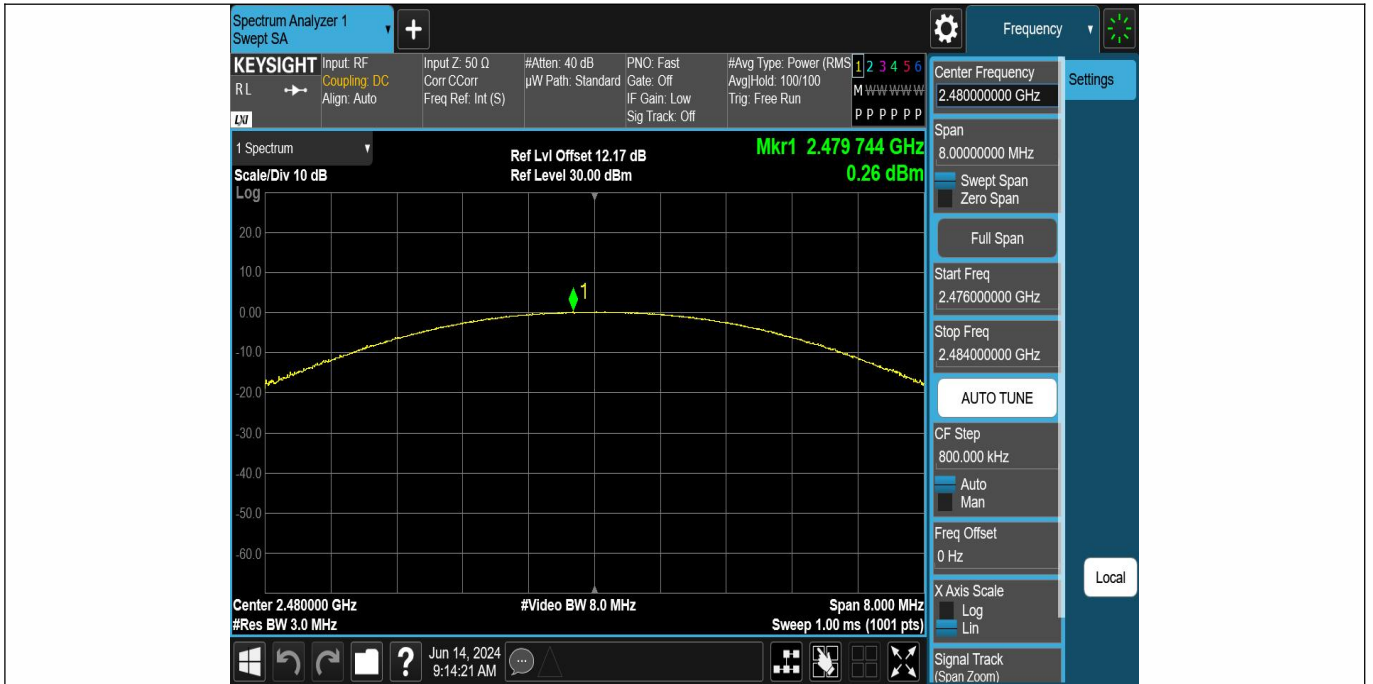 Spectrum Analyzer 1
Swept SA
+
Frequency
KEYSIGHT
RL
LXI
Input: RF
Coupling: DC
Align: Auto
Input Z: 50 Ω
Corr CCorr
Freq Ref: Int (S)
#Atten: 40 dB
µW Path: Standard
PNO: Fast
Gate: Off
IF Gain: Low
Sig Track: Off
#Avg Type: Power (RMS
Avg|Hold: 100/100
Trig: Free Run
1 2 3 4 5 6
M W W W W W
P P P P P P
1 Spectrum
Scale/Div 10 dB
Log
Ref Lvl Offset 12.17 dB
Ref Level 30.00 dBm
Mkr1 2.479 744 GHz
0.26 dBm
20.0
10.0
0.00
-10.0
-20.0
-30.0
-40.0
-50.0
-60.0
1
Center 2.480000 GHz
#Res BW 3.0 MHz
#Video BW 8.0 MHz
Span 8.000 MHz
Sweep 1.00 ms (1001 pts)
?
Jun 14, 2024
9:14:21 AM
Center Frequency
2.480000000 GHz
Settings
Span
8.00000000 MHz
Swept Span
Zero Span
Full Span
Start Freq
2.476000000 GHz
Stop Freq
2.484000000 GHz
AUTO TUNE
CF Step
800.000 kHz
Auto
Man
Freq Offset
0 Hz
X Axis Scale
Log
Lin
Signal Track
(Span Zoom)
Local